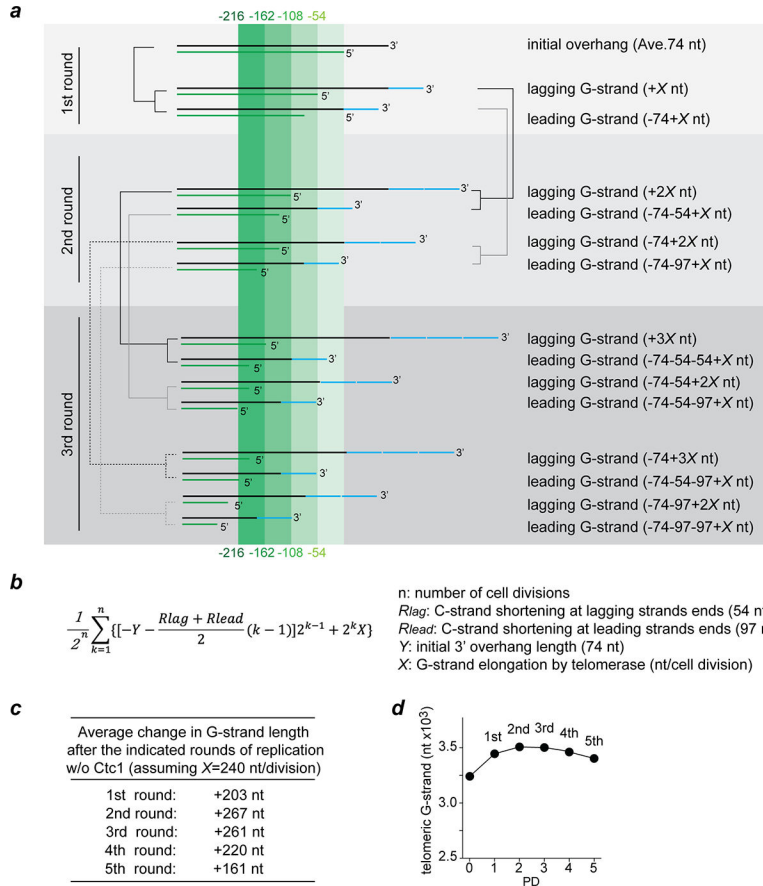 a
-216 -162 -108 -54
1st round
3'
5'
initial overhang (Ave.74 nt)
3'
5'
lagging G-strand (+X nt)
3'
5'
leading G-strand (-74+X nt)
2nd round
3'
5'
lagging G-strand (+2X nt)
3'
5'
leading G-strand (-74-54+X nt)
3'
5'
lagging G-strand (-74+2X nt)
3'
5'
leading G-strand (-74-97+X nt)
3rd round
3'
5'
lagging G-strand (+3X nt)
3'
5'
leading G-strand (-74-54-54+X nt)
3'
5'
lagging G-strand (-74-54+2X nt)
3'
5'
leading G-strand (-74-54-97+X nt)
3'
5'
lagging G-strand (-74+3X nt)
3'
5'
leading G-strand (-74-54-97+X nt)
3'
5'
lagging G-strand (-74-97+2X nt)
3'
5'
leading G-strand (-74-97-97+X nt)
-216 -162 -108 -54
b
1/2^n ∑_{k=1}^{n} {[−Y − (Rlag + Rlead)/2 (k − 1)]2^{k−1} + 2^k X}
n: number of cell divisions
Rlag: C-strand shortening at lagging strands ends (54 nt
Rlead: C-strand shortening at leading strands ends (97
Y: initial 3' overhang length (74 nt)
X: G-strand elongation by telomerase (nt/cell division)
c
Average change in G-strand length
after the indicated rounds of replication
w/o Ctc1 (assuming X=240 nt/division)
1st round: +203 nt
2nd round: +267 nt
3rd round: +261 nt
4th round: +220 nt
5th round: +161 nt
d
telomeric G-strand (nt x10³)
3.5
3.0
2.5
1st 2nd 3rd 4th 5th
0 1 2 3 4 5
PD